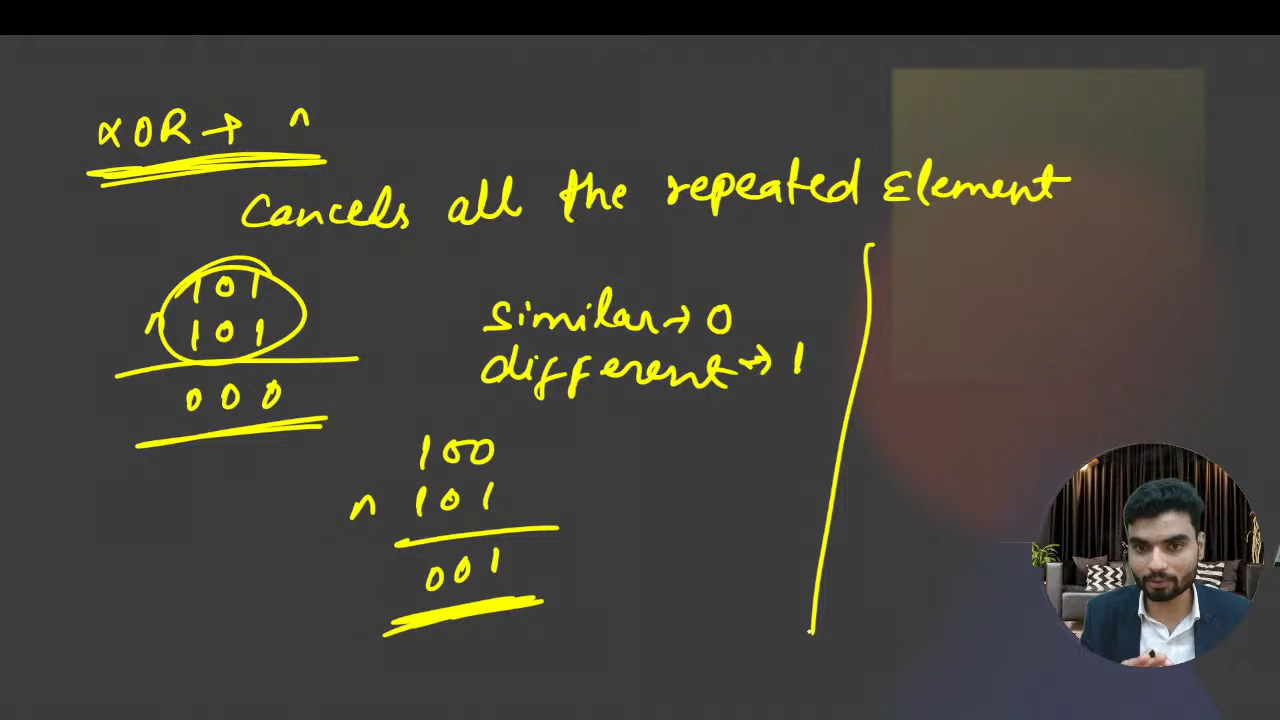 XOR → ^
Cancels all the repeated Element
101
^ 101
000
Similar → 0
different → 1
100
^ 101
001